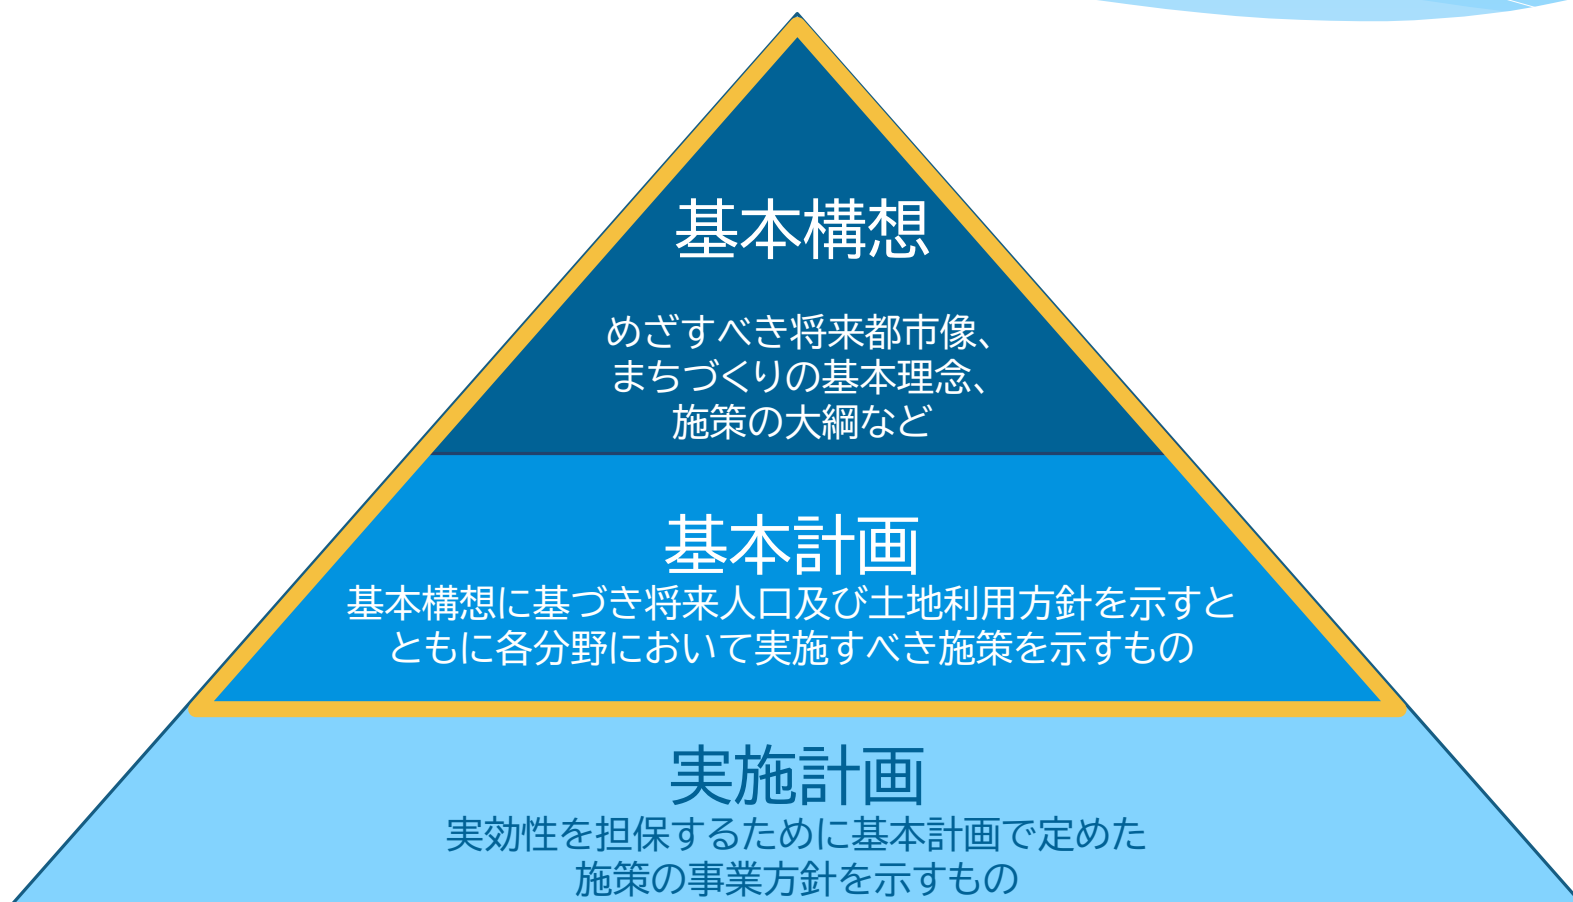 基本構想
めざすべき将来都市像、
まちづくりの基本理念、
施策の大綱など
基本計画
基本構想に基づき将来人口及び土地利用方針を示すと
ともに各分野において実施すべき施策を示すもの
実施計画
実効性を担保するために基本計画で定めた
施策の事業方針を示すもの